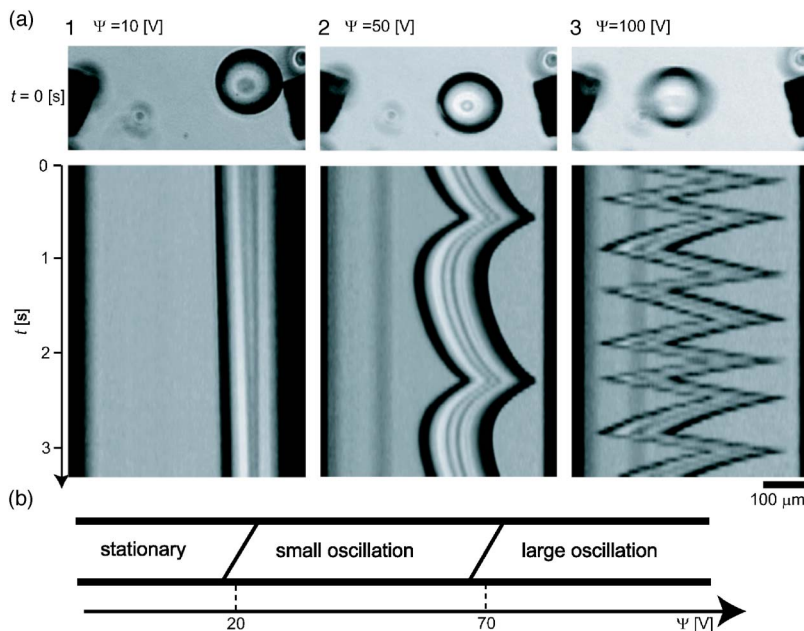 (a)
1 Ψ =10 [V]
2 Ψ=50 [V]
3 Ψ=100 [V]
t = 0 [s]
0
1
2
3
t [s]
100 μm
(b)
stationary
small oscillation
large oscillation
20
70
Ψ [V]